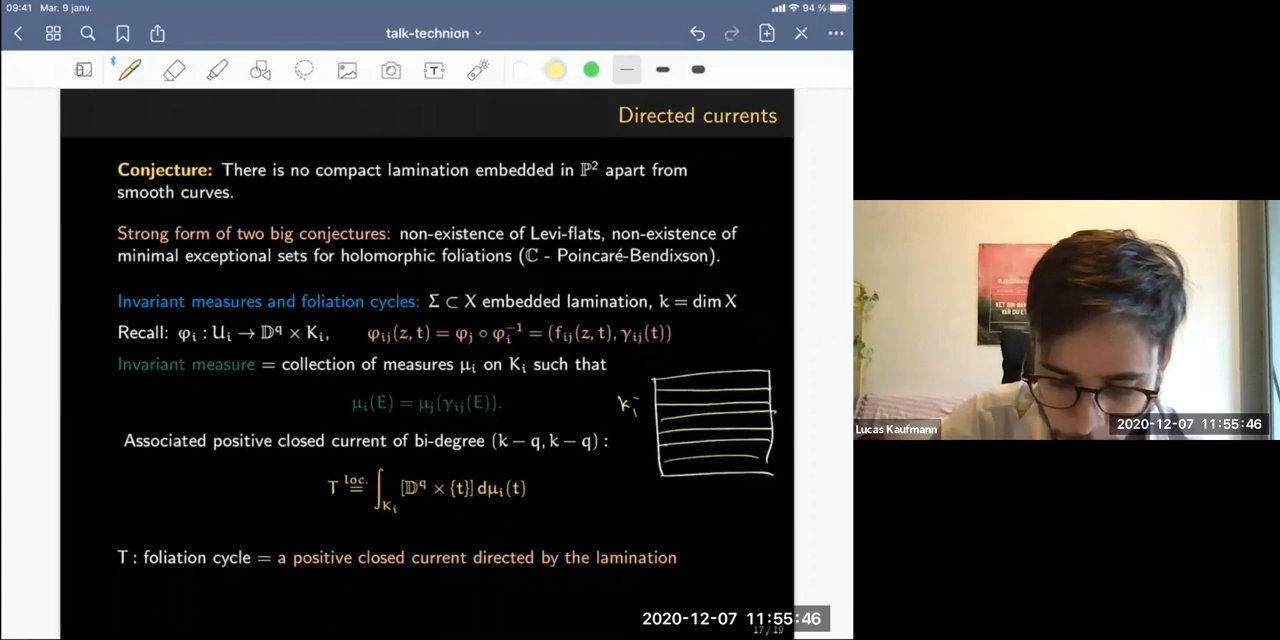 09:41 Mar. 9 janv.
94 %
talk-technion
Directed currents
Conjecture: There is no compact lamination embedded in ℙ² apart from
smooth curves.
Strong form of two big conjectures: non-existence of Levi-flats, non-existence of
minimal exceptional sets for holomorphic foliations (ℂ - Poincaré-Bendixson).
Invariant measures and foliation cycles: Σ ⊂ X embedded lamination, k = dim X
Recall: φᵢ : Uᵢ → 𝔻^q × Kᵢ, φᵢⱼ(z, t) = φⱼ ∘ φᵢ⁻¹ = (fᵢⱼ(z, t), γᵢⱼ(t))
Invariant measure = collection of measures μᵢ on Kᵢ such that
μᵢ(E) = μⱼ(γᵢⱼ(E)).
Kᵢ
Associated positive closed current of bi-degree (k − q, k − q) :
T loc. = ∫_Kᵢ [𝔻^q × {t}] dμᵢ(t)
T : foliation cycle = a positive closed current directed by the lamination
2020-12-07 11:55:46
17 / 19
Lucas Kaufmann
2020-12-07 11:55:46